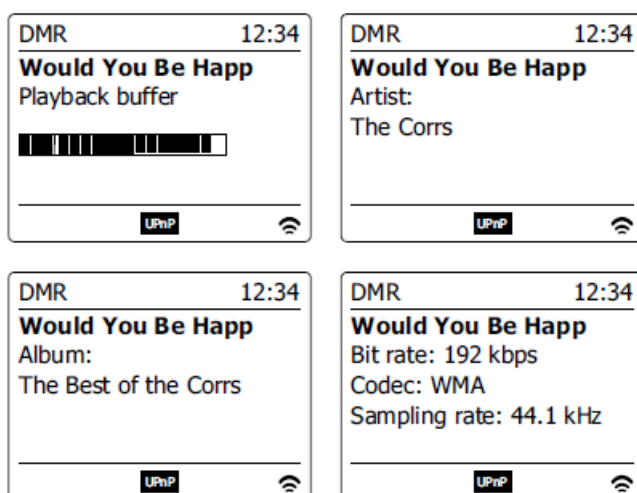 DMR 12:34
Would You Be Happ
Playback buffer
UPnP
DMR 12:34
Would You Be Happ
Artist:
The Corrs
UPnP
DMR 12:34
Would You Be Happ
Album:
The Best of the Corrs
UPnP
DMR 12:34
Would You Be Happ
Bit rate: 192 kbps
Codec: WMA
Sampling rate: 44.1 kHz
UPnP